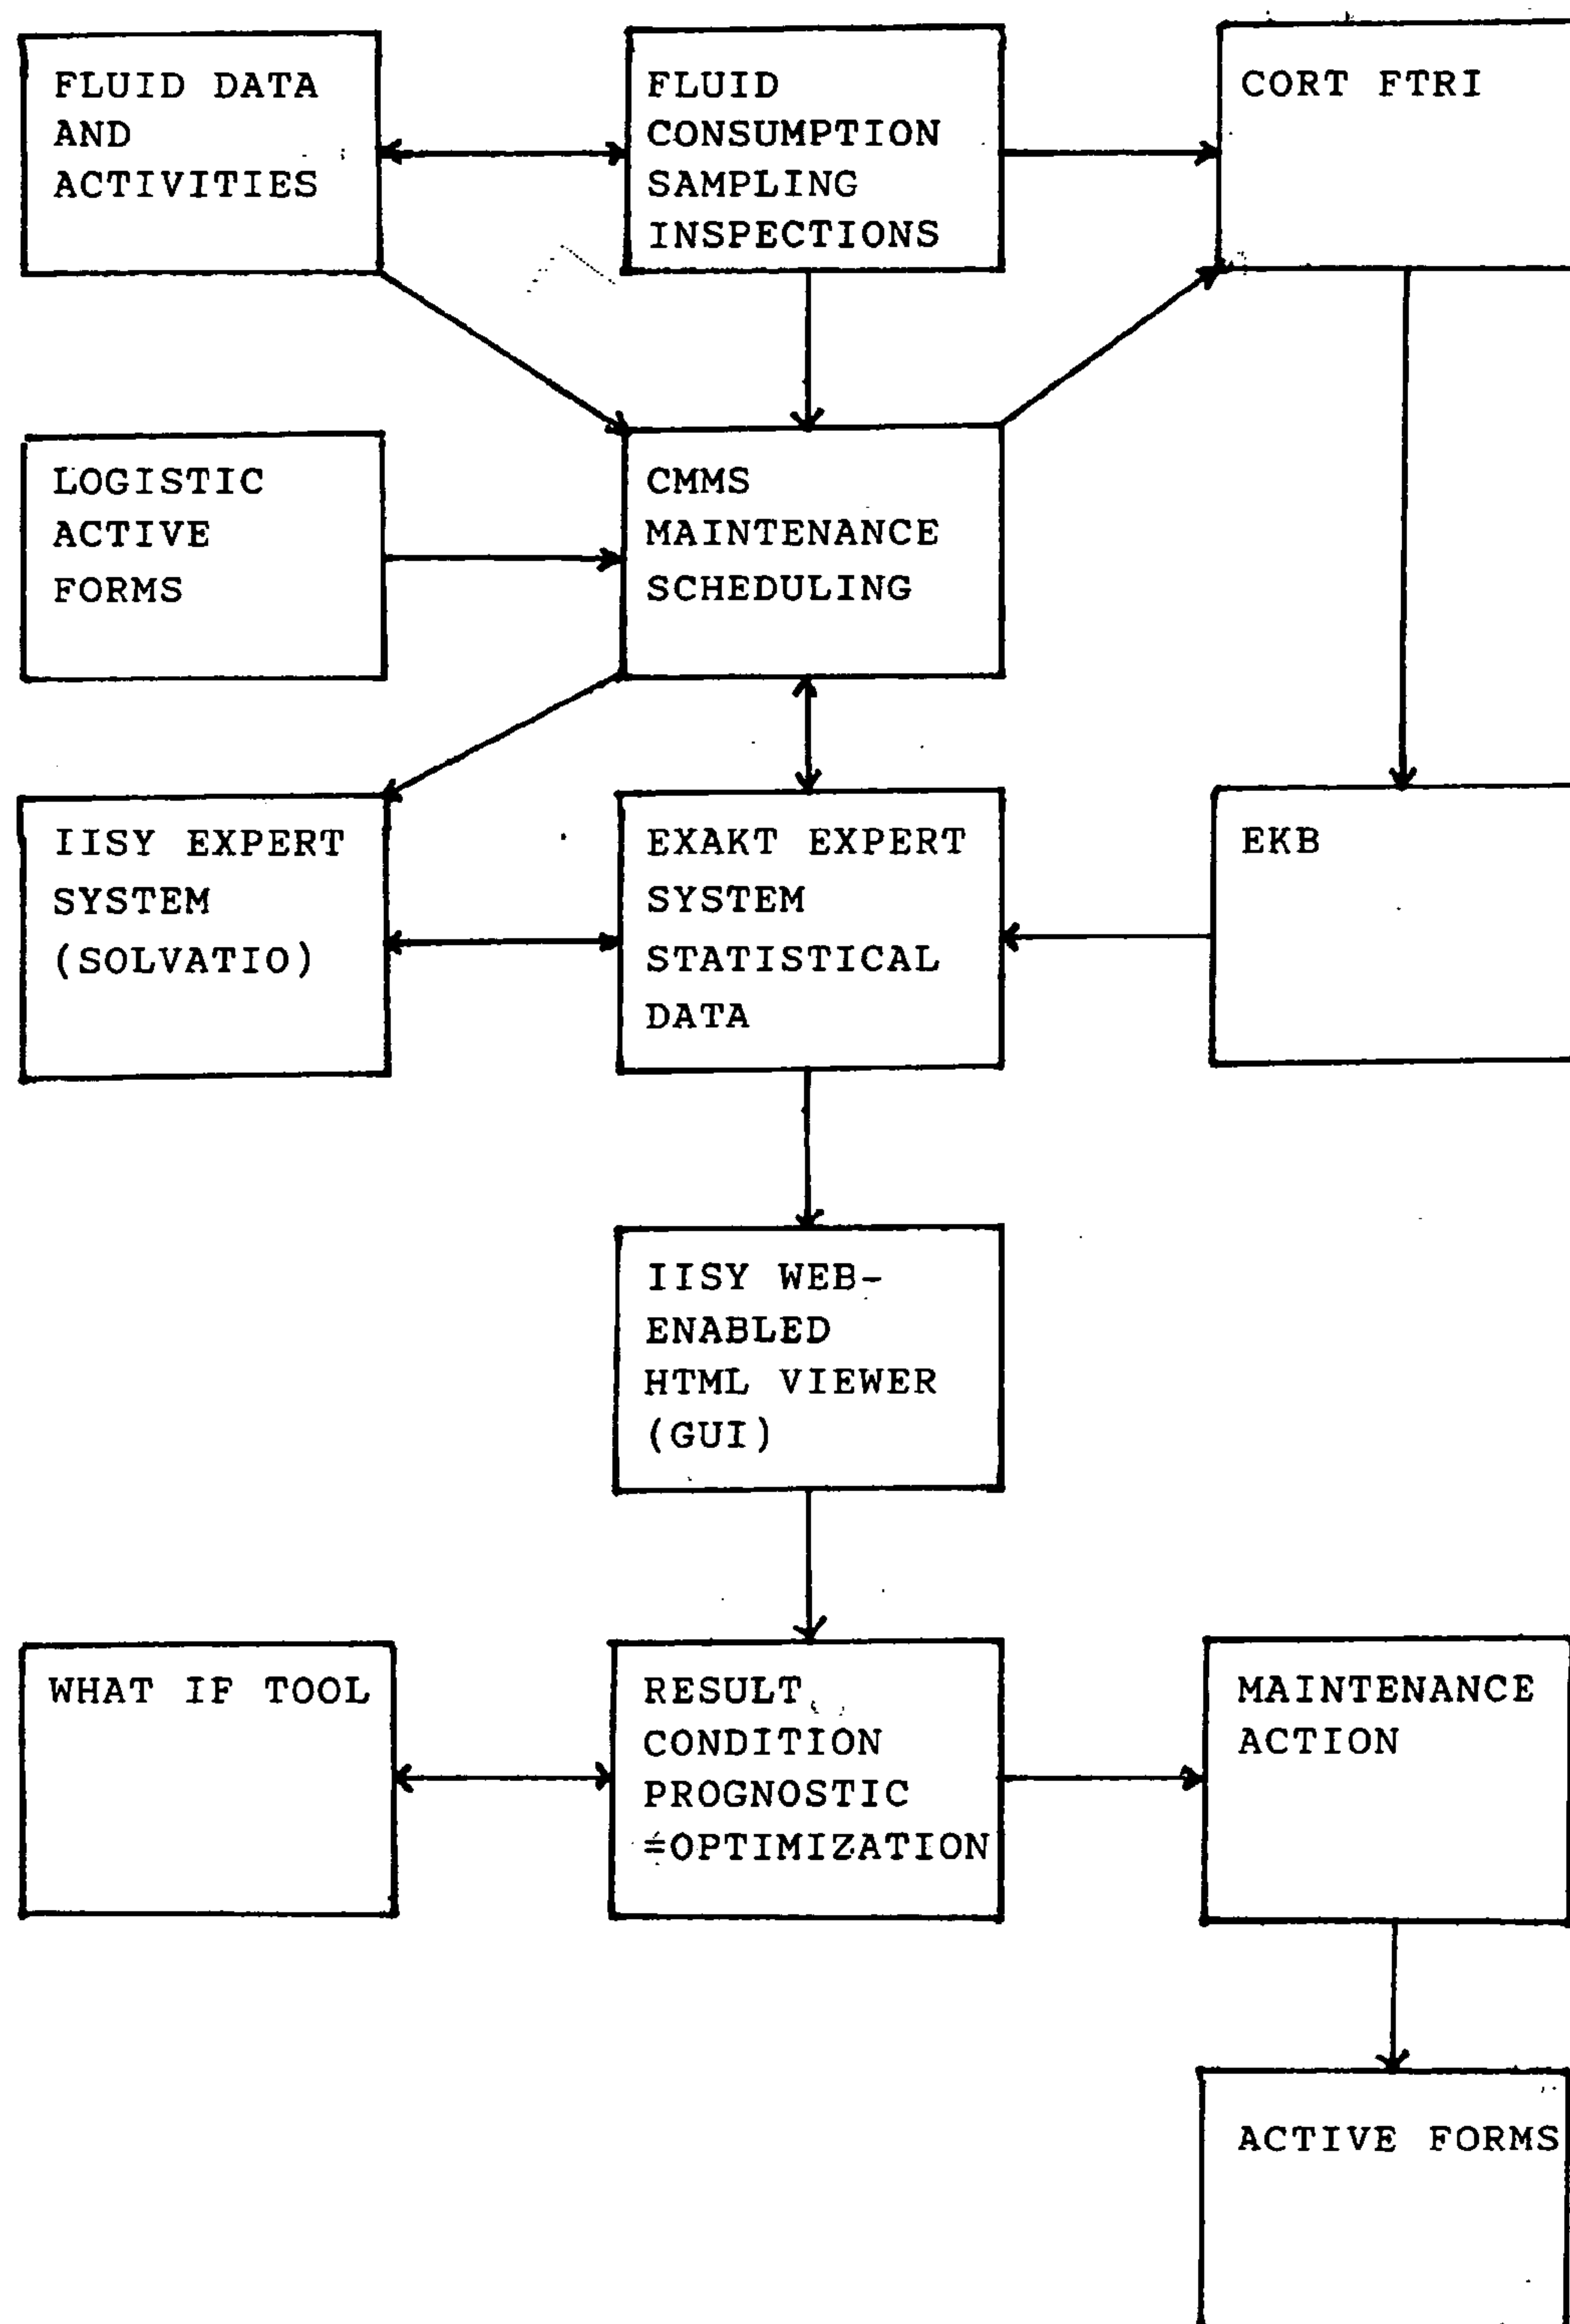 FLUID DATA
AND
ACTIVITIES
FLUID
CONSUMPTION
SAMPLING
INSPECTIONS
CORT FTRI
LOGISTIC
ACTIVE
FORMS
CMMS
MAINTENANCE
SCHEDULING
IISY EXPERT
SYSTEM
(SOLVATIO)
EXAKT EXPERT
SYSTEM
STATISTICAL
DATA
EKB
IISY WEB-
ENABLED
HTML VIEWER
(GUI)
WHAT IF TOOL
RESULT
CONDITION
PROGNOSTIC
=OPTIMIZATION
MAINTENANCE
ACTION
ACTIVE FORMS